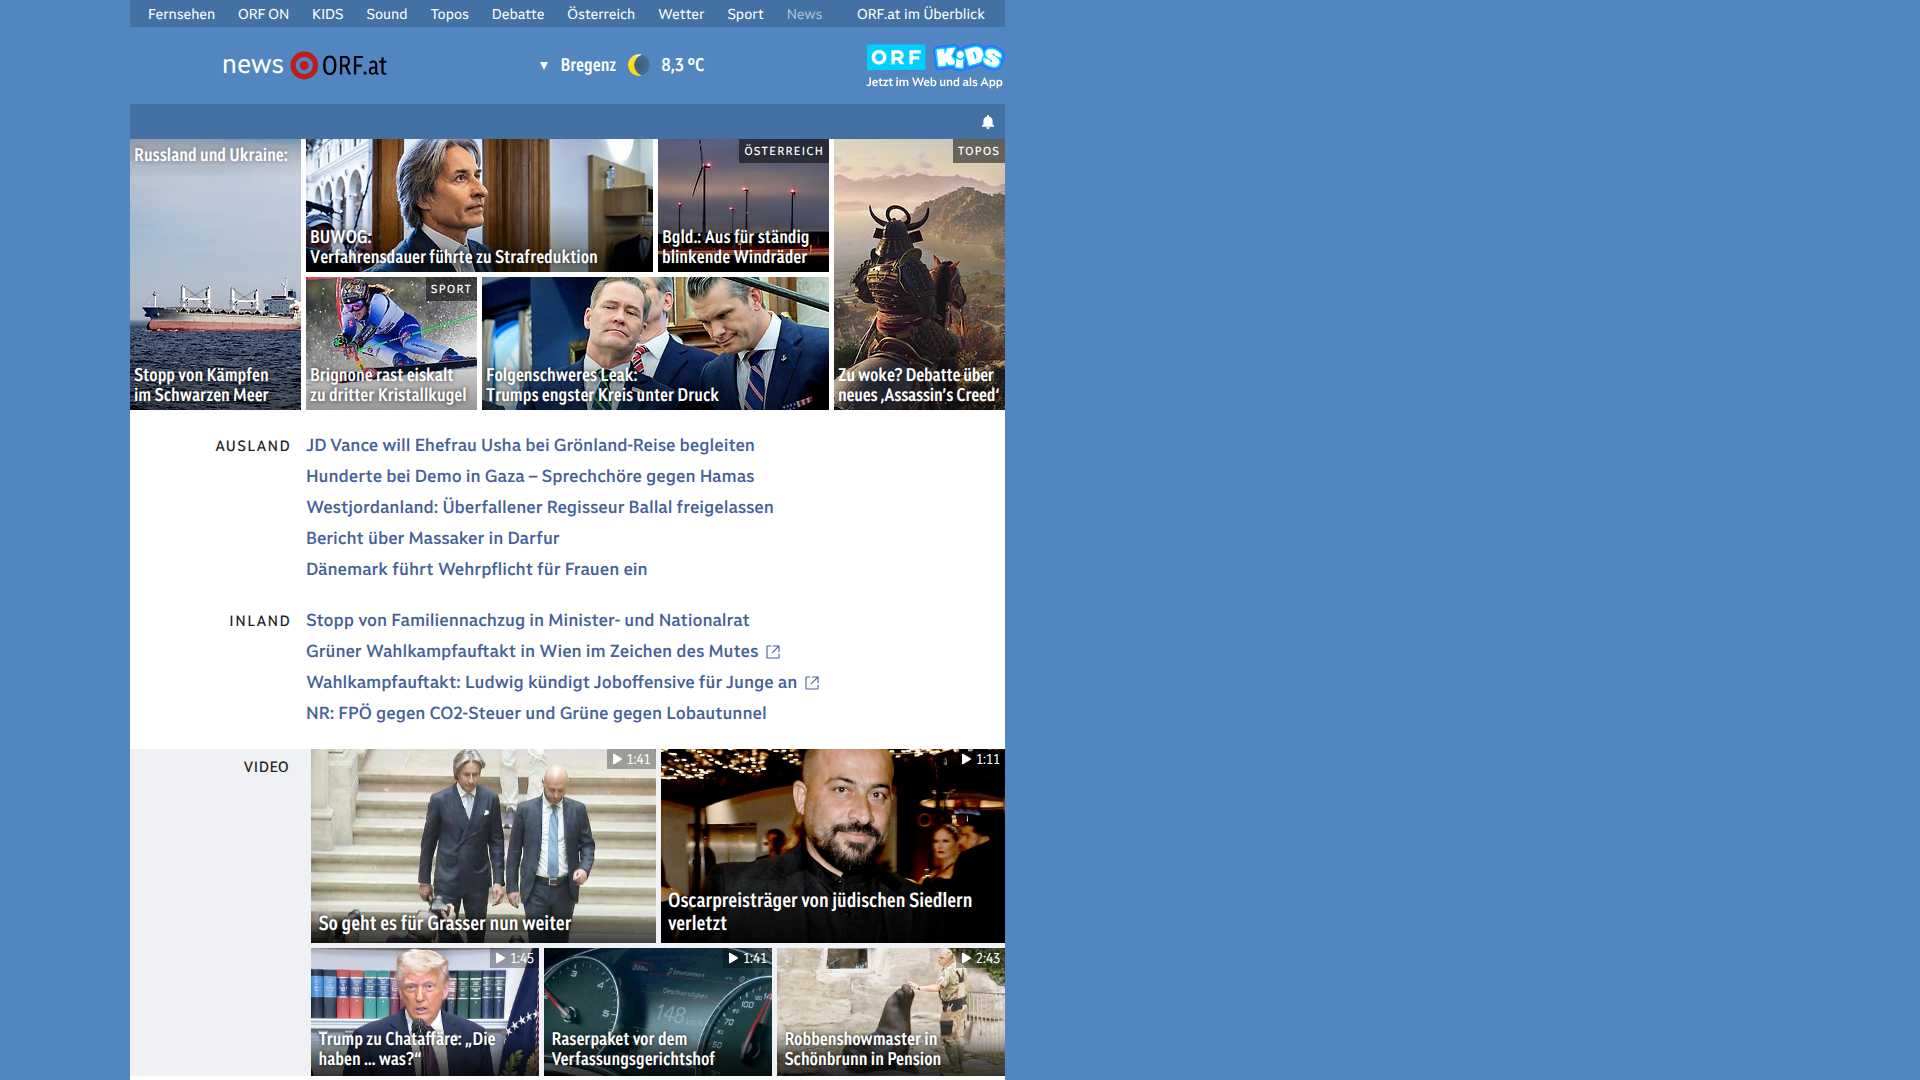 Fernsehen ORF ON KIDS Sound Topos Debatte Österreich Wetter Sport News ORF.at im Überblick
news ORF.at
Bregenz 8,3 °C
ORF KiDS
Jetzt im Web und als App
Russland und Ukraine:
Stopp von Kämpfen
im Schwarzen Meer
BUWOG:
Verfahrensdauer führte zu Strafreduktion
ÖSTERREICH
Bgld.: Aus für ständig
blinkende Windräder
TOPOS
Zu woke? Debatte über
neues ‚Assassin’s Creed‘
SPORT
Brignone rast eiskalt
zu dritter Kristallkugel
Folgenschweres Leak:
Trumps engster Kreis unter Druck
AUSLAND
JD Vance will Ehefrau Usha bei Grönland-Reise begleiten
Hunderte bei Demo in Gaza – Sprechchöre gegen Hamas
Westjordanland: Überfallener Regisseur Ballal freigelassen
Bericht über Massaker in Darfur
Dänemark führt Wehrpflicht für Frauen ein
INLAND
Stopp von Familiennachzug in Minister- und Nationalrat
Grüner Wahlkampfauftakt in Wien im Zeichen des Mutes
Wahlkampfauftakt: Ludwig kündigt Joboffensive für Junge an
NR: FPÖ gegen CO2-Steuer und Grüne gegen Lobautunnel
VIDEO
1:41
So geht es für Grasser nun weiter
1:11
Oscarpreisträger von jüdischen Siedlern
verletzt
1:45
Trump zu Chataffäre: „Die
haben ... was?“
1:41
148
Raserpaket vor dem
Verfassungsgerichtshof
2:43
Robbenshowmaster in
Schönbrunn in Pension